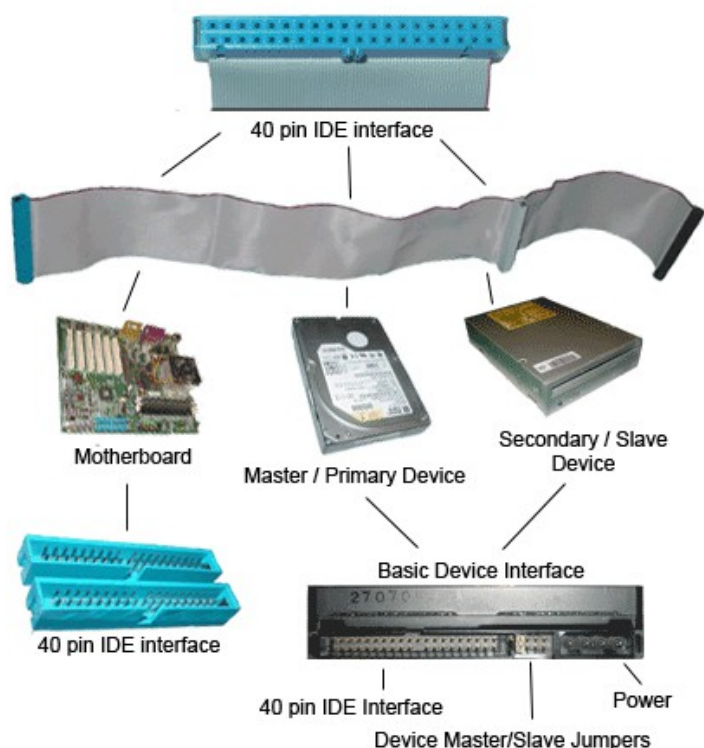 40 pin IDE interface
Motherboard
Master / Primary Device
Secondary / Slave
Device
Basic Device Interface
27070
40 pin IDE interface
40 pin IDE Interface
Power
Device Master/Slave Jumpers